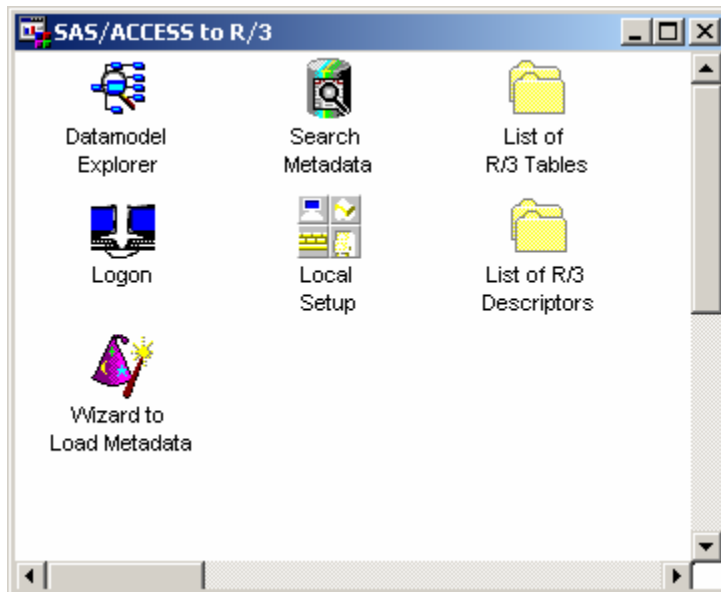 SAS/ACCESS to R/3
Datamodel
Explorer
Search
Metadata
List of
R/3 Tables
Logon
Local
Setup
List of R/3
Descriptors
Wizard to
Load Metadata